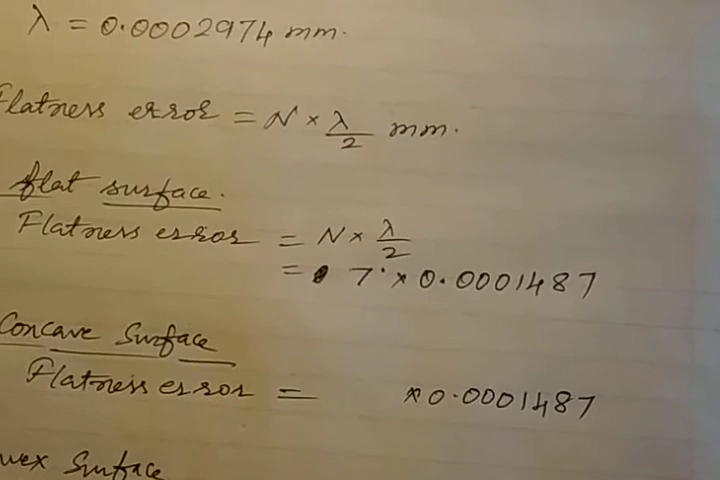 λ = 0.0002974 mm.
Flatness error = N × λ/2 mm.
flat surface.
Flatness error = N × λ/2
= 7 × 0.0001487
Concave Surface
Flatness error = × 0.0001487
Surface